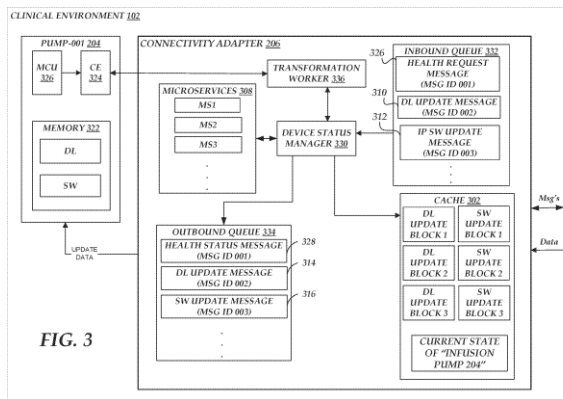 CLINICAL ENVIRONMENT 102
PUMP-001 204
MCU
326
CE
324
MEMORY 322
DL
SW
UPDATE
DATA
CONNECTIVITY ADAPTER 206
TRANSFORMATION
WORKER 336
MICROSERVICES 308
MS1
MS2
MS3
DEVICE STATUS
MANAGER 330
INBOUND QUEUE 332
326
HEALTH REQUEST
MESSAGE
(MSG ID 001)
310
DL UPDATE MESSAGE
(MSG ID 002)
312
IP SW UPDATE
MESSAGE
(MSG ID 003)
OUTBOUND QUEUE 334
HEALTH STATUS MESSAGE
(MSG ID 001)
328
DL UPDATE MESSAGE
(MSG ID 002)
314
SW UPDATE MESSAGE
(MSG ID 003)
316
CACHE 302
DL
UPDATE
BLOCK 1
SW
UPDATE
BLOCK 1
DL
UPDATE
BLOCK 2
SW
UPDATE
BLOCK 2
DL
UPDATE
BLOCK 3
SW
UPDATE
BLOCK 3
CURRENT STATE
OF "INFUSION
PUMP 204"
Msg's
Data
FIG. 3